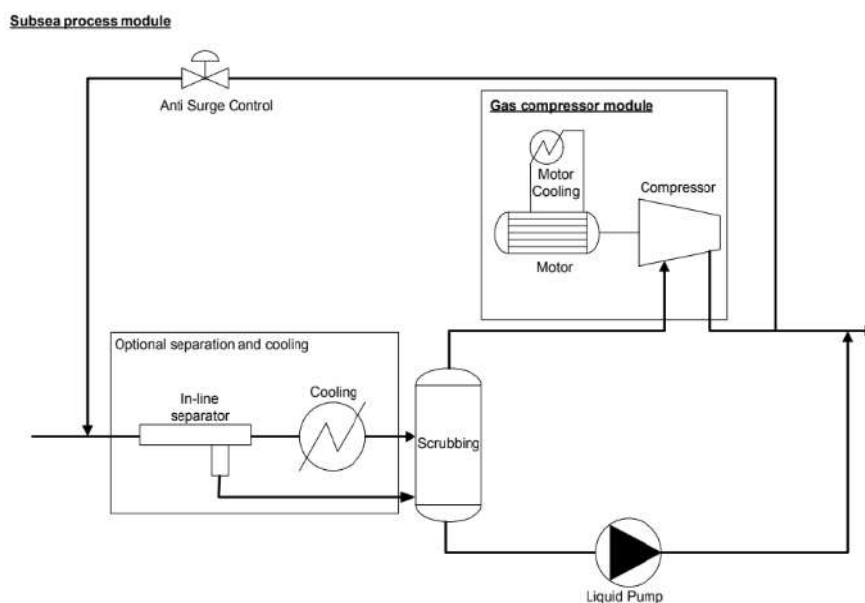 Subsea process module
Anti Surge Control
Gas compressor module
Motor
Cooling
Compressor
Motor
Optional separation and cooling
In-line
separator
Cooling
Scrubbing
Liquid Pump